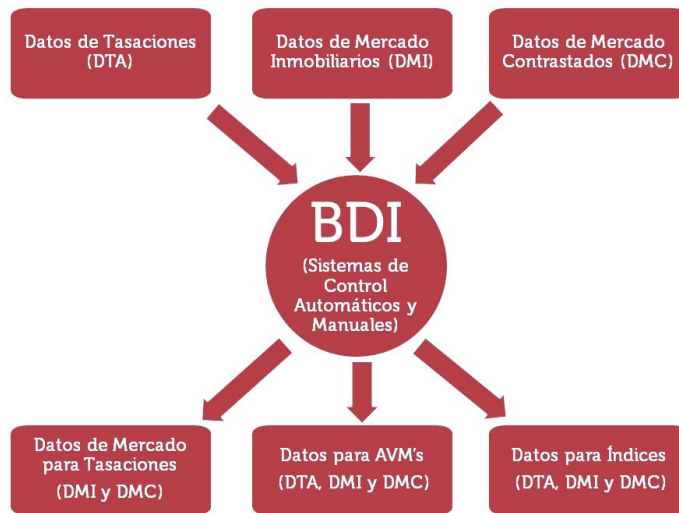 Datos de Tasaciones
(DTA)
Datos de Mercado
Inmobiliarios (DMI)
Datos de Mercado
Contrastados (DMC)
BDI
(Sistemas de
Control
Automáticos y
Manuales)
Datos de Mercado
para Tasaciones
(DMI y DMC)
Datos para AVM's
(DTA, DMI y DMC)
Datos para Índices
(DTA, DMI y DMC)